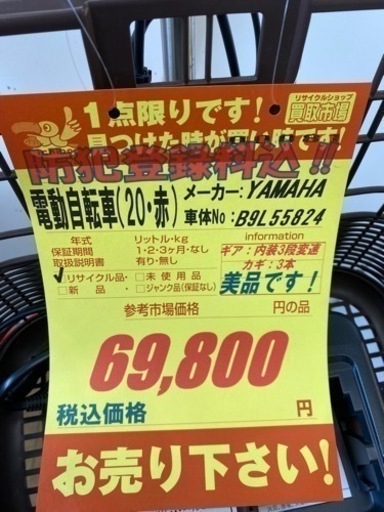 リサイクルショップ
買取市場
1点限りです!
見つけた時が買い時です!
防犯登録料込!!
電動自転車(20・赤)
メーカー:YAMAHA
車体No:B9L55824
年式 リットル・kg
保証期間 1・2・3ヶ月・なし
取扱説明書 有り・無し
✓リサイクル品・□未使用品
□新品 □ジャンク品(保証なし)
information
ギア:内装3段変速
カギ:3本
美品です!
参考市場価格 円の品
69,800
税込価格 円
お売り下さい!